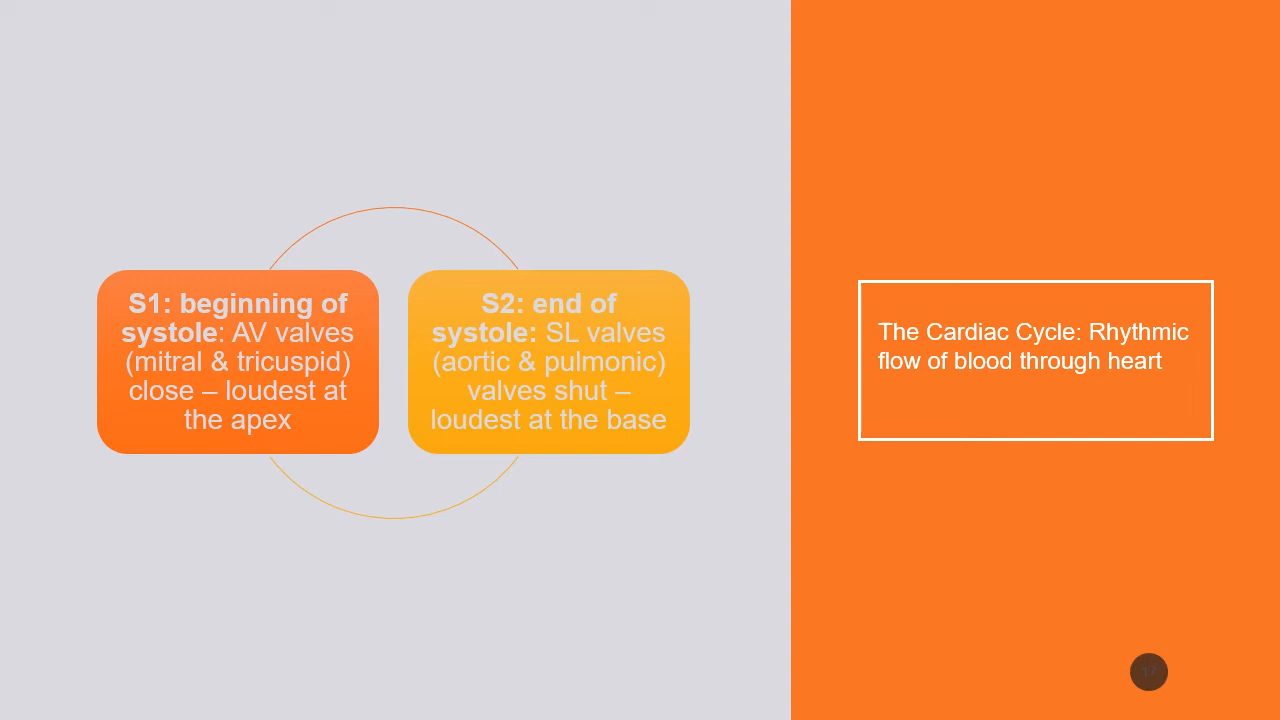 S1: beginning of
systole: AV valves
(mitral & tricuspid)
close – loudest at
the apex
S2: end of
systole: SL valves
(aortic & pulmonic)
valves shut –
loudest at the base
The Cardiac Cycle: Rhythmic
flow of blood through heart
17